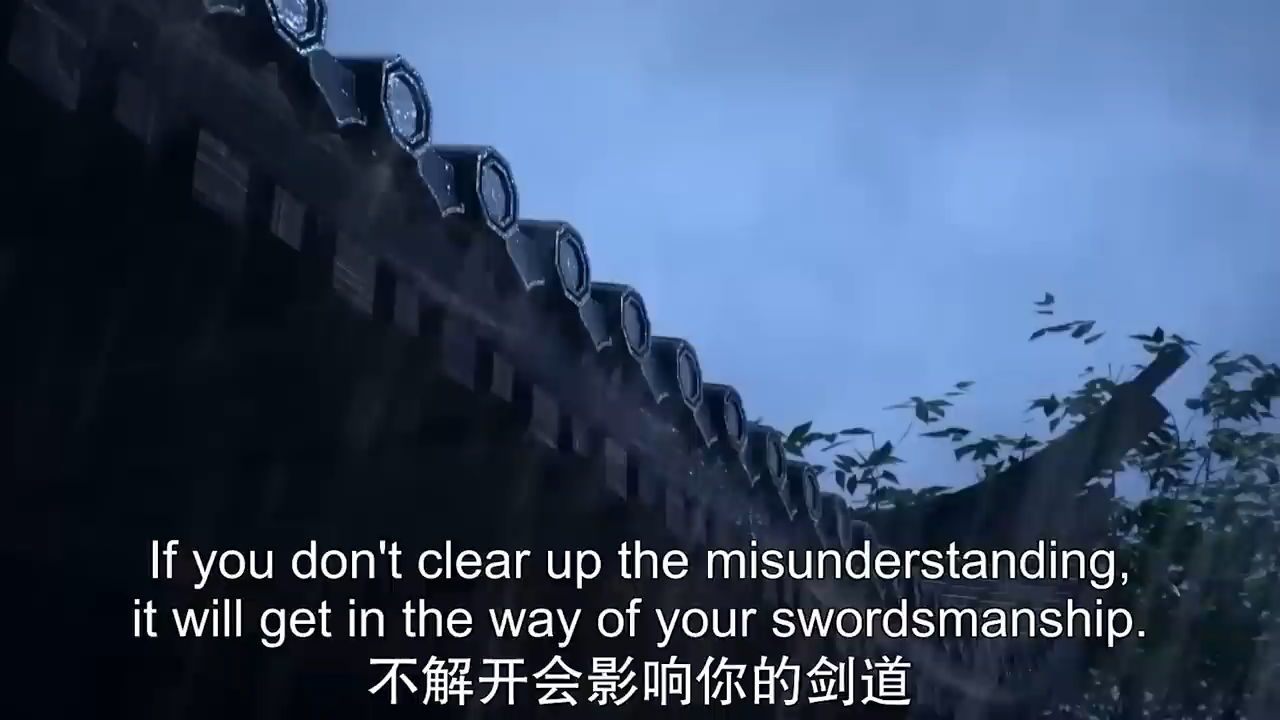 If you don't clear up the misunderstanding,
it will get in the way of your swordsmanship.
不解开会影响你的剑道